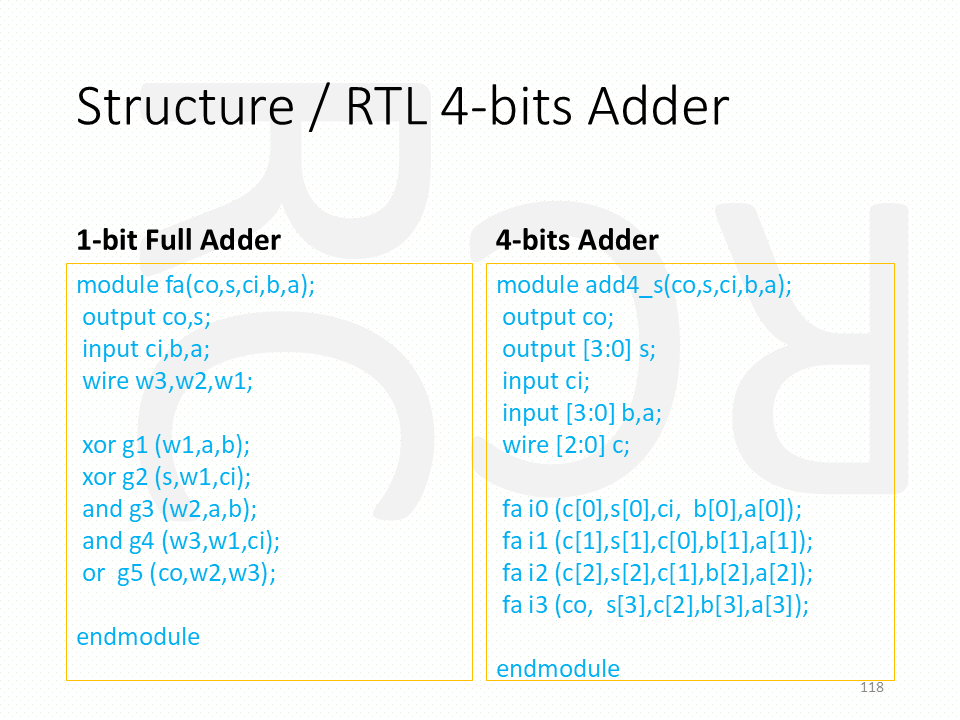 Structure / RTL 4-bits Adder
1-bit Full Adder
module fa(co,s,ci,b,a);
output co,s;
input ci,b,a;
wire w3,w2,w1;
xor g1 (w1,a,b);
xor g2 (s,w1,ci);
and g3 (w2,a,b);
and g4 (w3,w1,ci);
or  g5 (co,w2,w3);
endmodule
4-bits Adder
module add4_s(co,s,ci,b,a);
output co;
output [3:0] s;
input ci;
input [3:0] b,a;
wire [2:0] c;
fa i0 (c[0],s[0],ci,  b[0],a[0]);
fa i1 (c[1],s[1],c[0],b[1],a[1]);
fa i2 (c[2],s[2],c[1],b[2],a[2]);
fa i3 (co,  s[3],c[2],b[3],a[3]);
endmodule
118